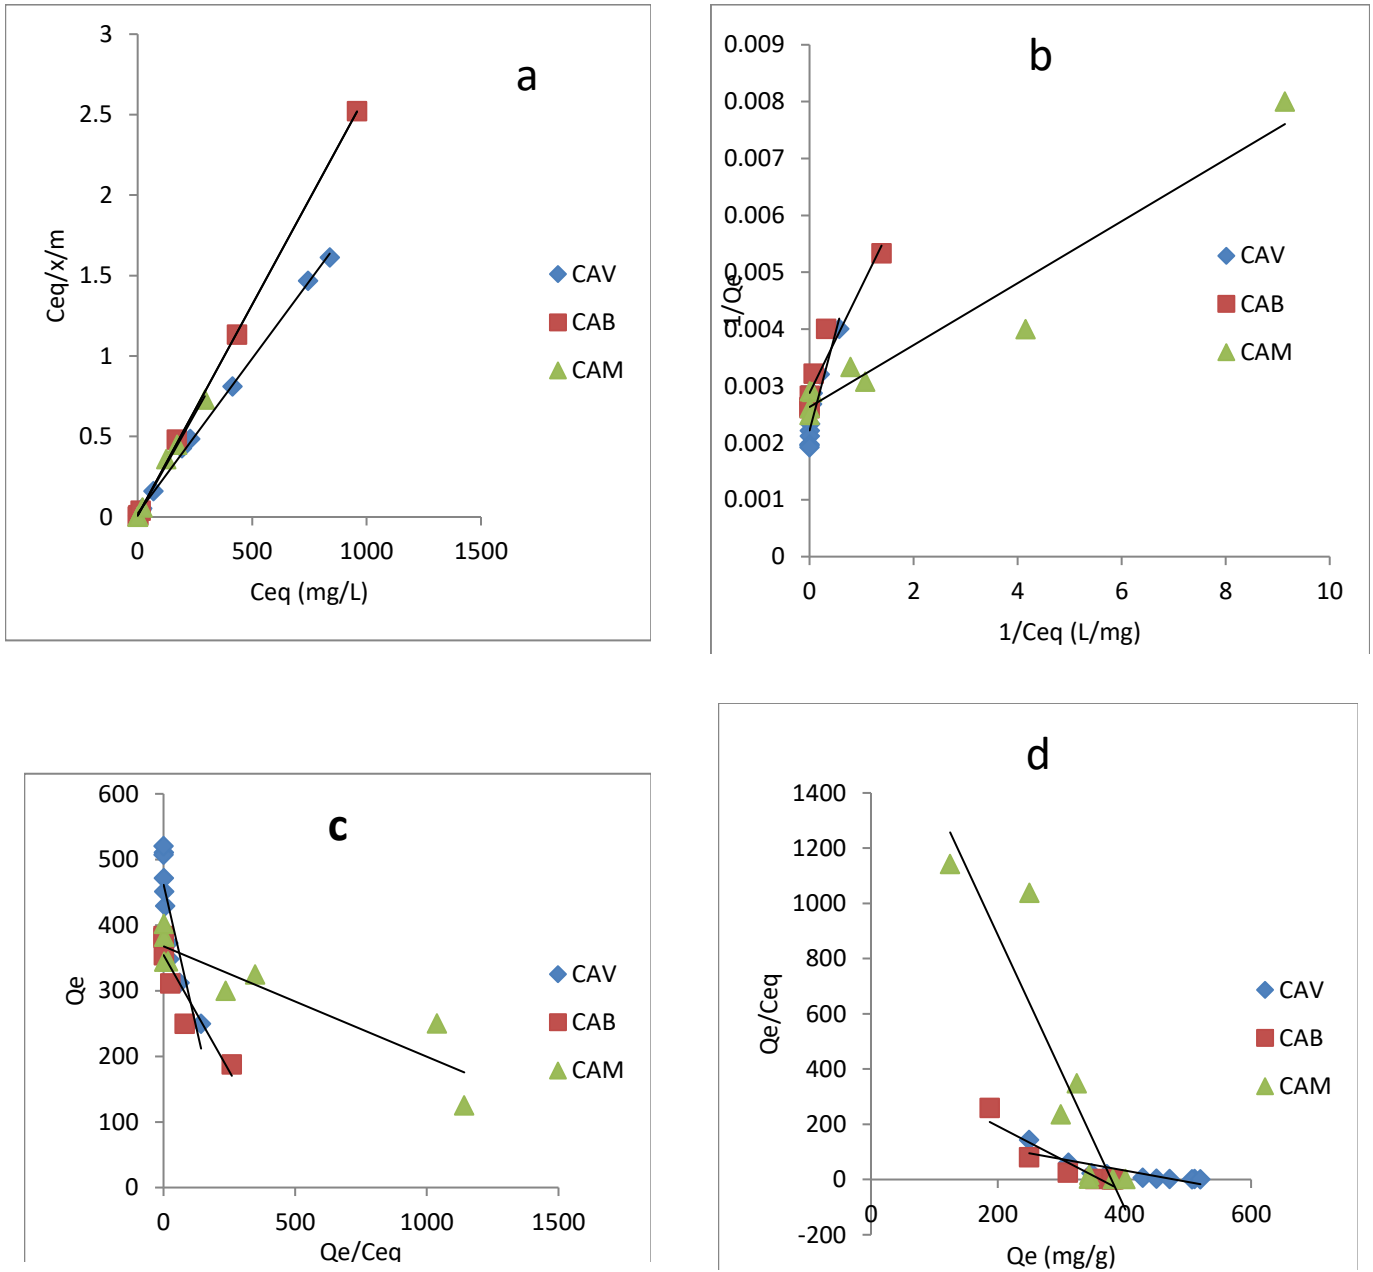 a
3
2.5
2
1.5
1
0.5
0
Ceq/x/m
0 500 1000 1500
Ceq (mg/L)
CAV
CAB
CAM
b
0.009
0.008
0.007
0.006
0.005
0.004
0.003
0.002
0.001
0
1/Qe
0 2 4 6 8 10
1/Ceq (L/mg)
CAV
CAB
CAM
c
600
500
400
300
200
100
0
Qe
0 500 1000 1500
Qe/Ceq
CAV
CAB
CAM
d
1400
1200
1000
800
600
400
200
0
-200
Qe/Ceq
0 200 400 600
Qe (mg/g)
CAV
CAB
CAM